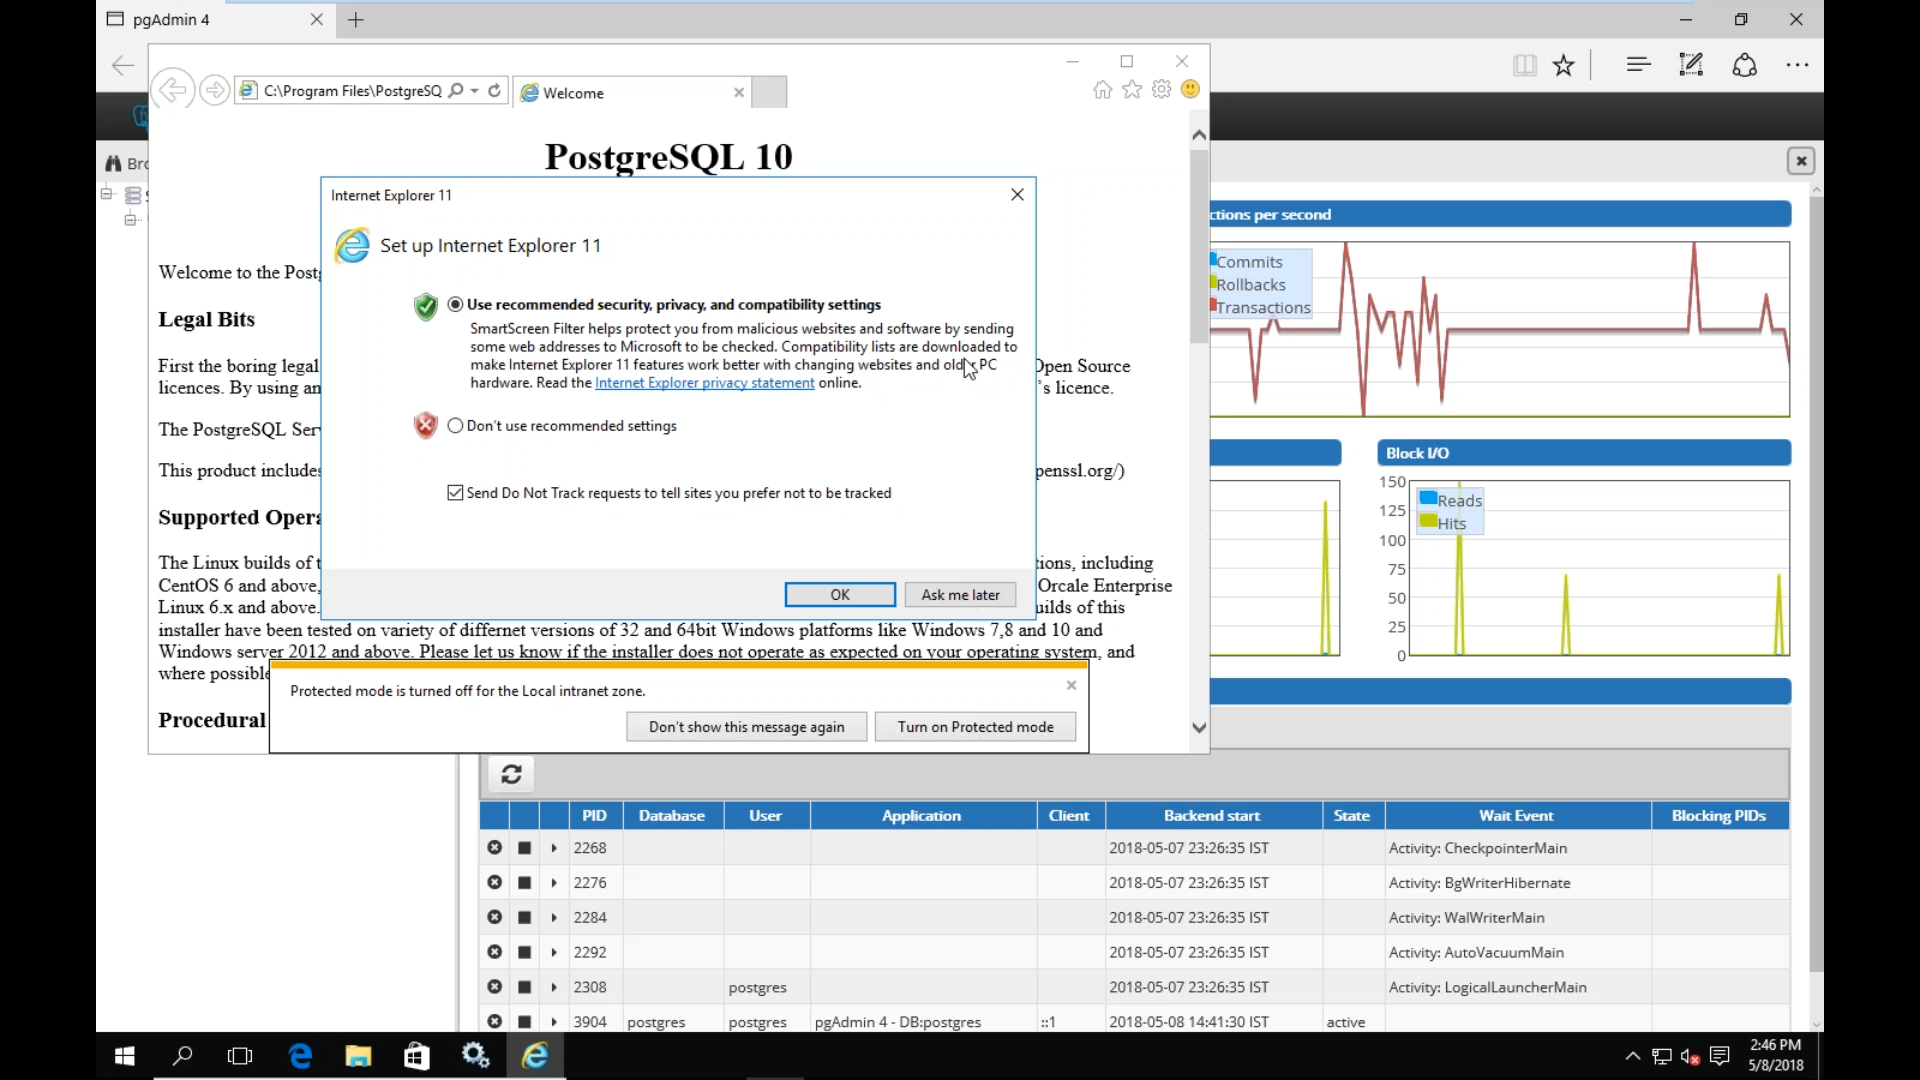 pgAdmin 4
C:\Program Files\PostgreSQ
Welcome
PostgreSQL 10
Internet Explorer 11
Set up Internet Explorer 11
Use recommended security, privacy, and compatibility settings
SmartScreen Filter helps protect you from malicious websites and software by sending
some web addresses to Microsoft to be checked. Compatibility lists are downloaded to
make Internet Explorer 11 features work better with changing websites and older PC
hardware. Read the Internet Explorer privacy statement online.
Don't use recommended settings
Send Do Not Track requests to tell sites you prefer not to be tracked
OK
Ask me later
Welcome to the Postg
Legal Bits
First the boring legal
Open Source
licences. By using an
's licence.
The PostgreSQL Ser
This product includes
penssl.org/)
Supported Opera
The Linux builds of t
tions, including
CentOS 6 and above,
Orcale Enterprise
Linux 6.x and above.
uilds of this
installer have been tested on variety of differnet versions of 32 and 64bit Windows platforms like Windows 7,8 and 10 and
Windows server 2012 and above. Please let us know if the installer does not operate as expected on your operating system, and
where possible
Procedural
Protected mode is turned off for the Local intranet zone.
Don't show this message again
Turn on Protected mode
Bro
ctions per second
Commits
Rollbacks
Transactions
Block I/O
150
125
100
75
50
25
0
Reads
Hits
PID Database User Application Client Backend start State Wait Event Blocking PIDs
2268 2018-05-07 23:26:35 IST Activity: CheckpointerMain
2276 2018-05-07 23:26:35 IST Activity: BgWriterHibernate
2284 2018-05-07 23:26:35 IST Activity: WalWriterMain
2292 2018-05-07 23:26:35 IST Activity: AutoVacuumMain
2308 postgres 2018-05-07 23:26:35 IST Activity: LogicalLauncherMain
3904 postgres postgres pgAdmin 4 - DB:postgres ::1 2018-05-08 14:41:30 IST active
2:46 PM
5/8/2018